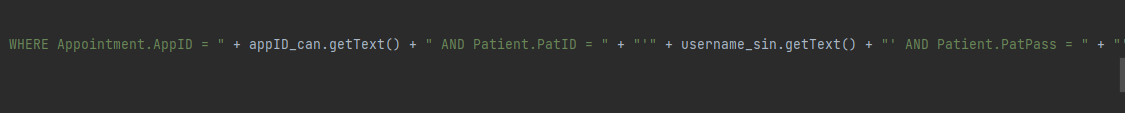 WHERE Appointment.AppID = " + appID_can.getText() + " AND Patient.PatID = " + "'" + username_sin.getText() + "' AND Patient.PatPass = " + "'